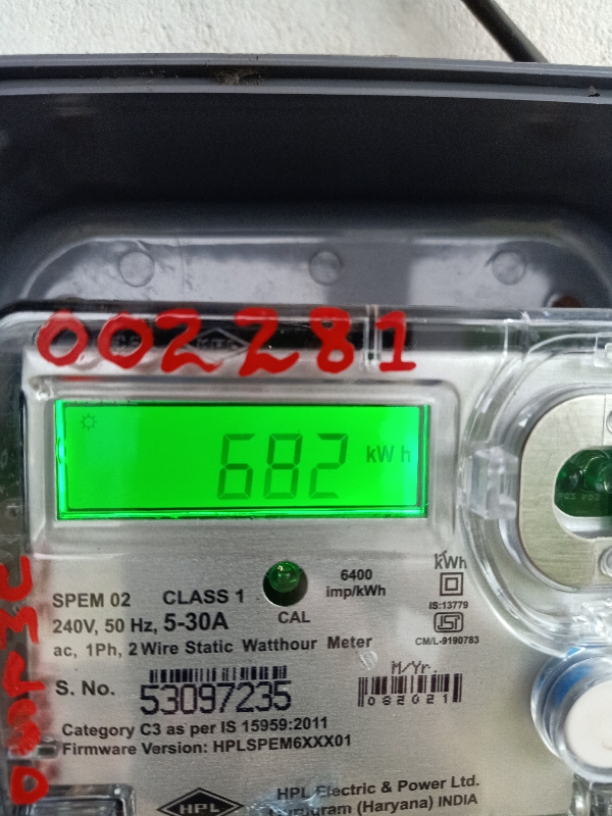 002281
682 kWh
kWh
6400
imp/kWh
SPEM 02 CLASS 1
CAL
IS:13779
ISI
CM/L-9190783
240V, 50 Hz, 5-30A
ac, 1Ph, 2 Wire Static Watthour Meter
M/Yr.
S. No. 53097235
082021
Category C3 as per IS 15959:2011
Firmware Version: HPLSPEM6XXX01
HPL
HPL Electric & Power Ltd.
(Haryana) INDIA